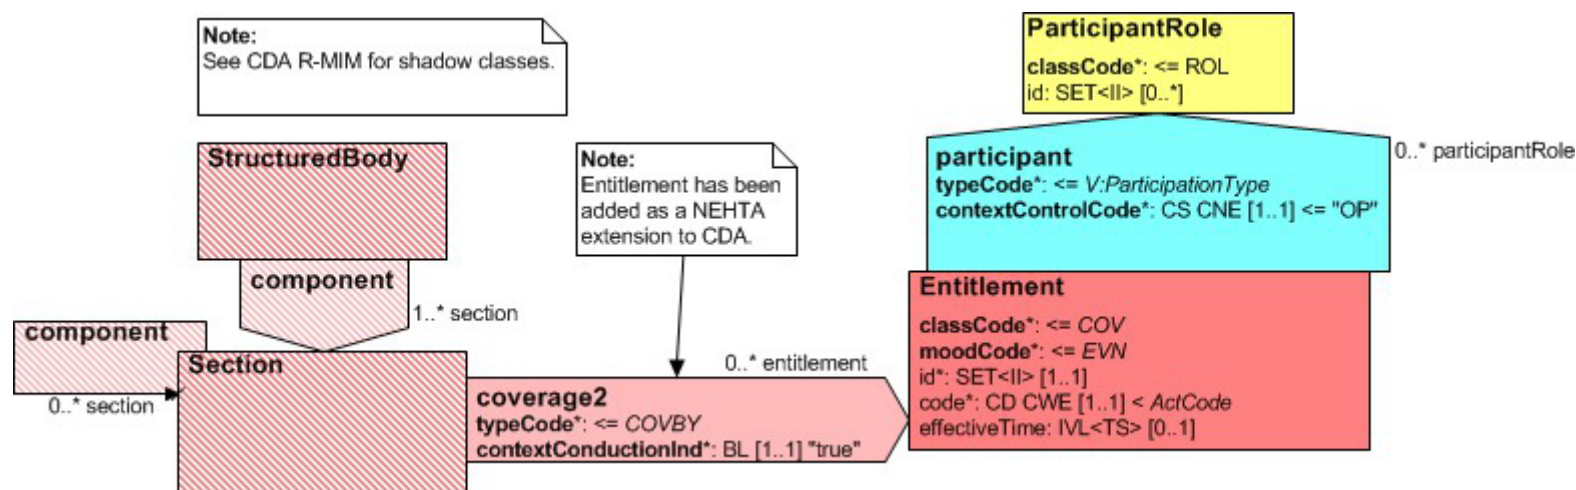 Note:
See CDA R-MIM for shadow classes.
ParticipantRole
classCode*: <= ROL
id: SET<II> [0..*]
StructuredBody
Note:
Entitlement has been
added as a NEHTA
extension to CDA.
participant
typeCode*: <= V:ParticipationType
contextControlCode*: CS CNE [1..1] <= "OP"
0..* participantRole
component
1..* section
component
0..* section
Section
0..* entitlement
coverage2
typeCode*: <= COVBY
contextConductionInd*: BL [1..1] "true"
Entitlement
classCode*: <= COV
moodCode*: <= EVN
id*: SET<II> [1..1]
code*: CD CWE [1..1] < ActCode
effectiveTime: IVL<TS> [0..1]